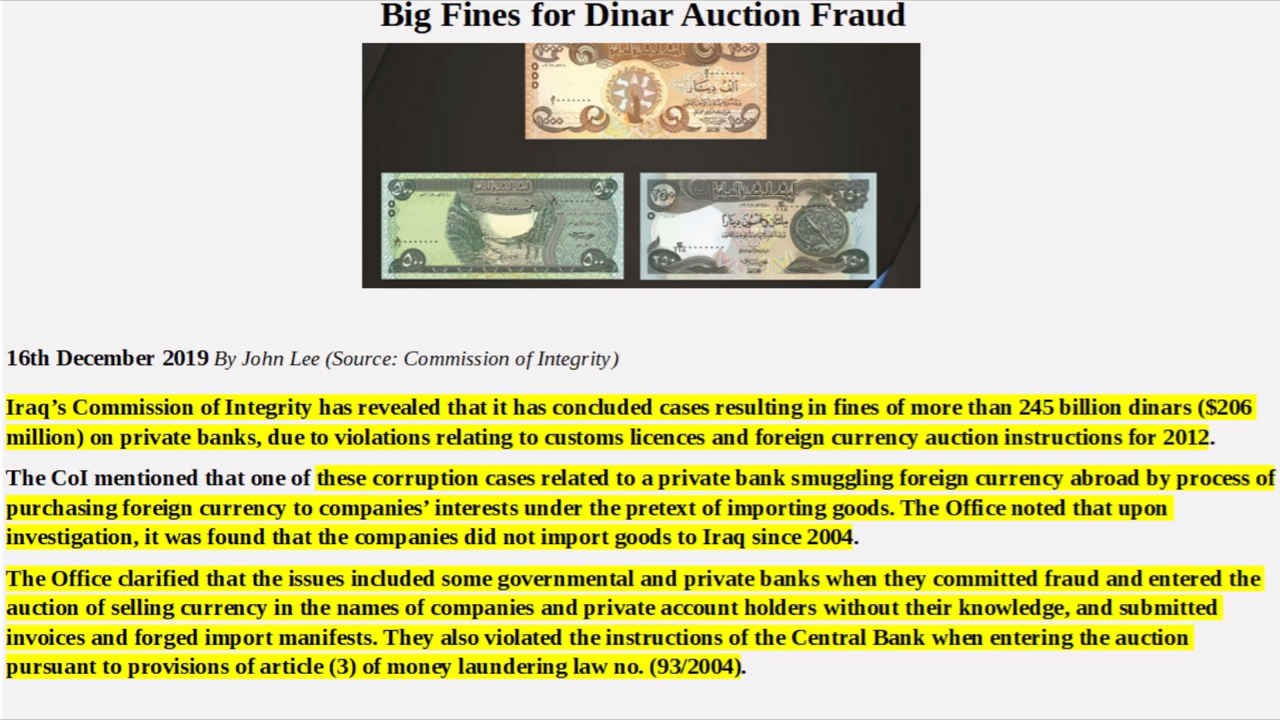 Big Fines for Dinar Auction Fraud
ألف دينار
16th December 2019 By John Lee (Source: Commission of Integrity)
Iraq’s Commission of Integrity has revealed that it has concluded cases resulting in fines of more than 245 billion dinars ($206
million) on private banks, due to violations relating to customs licences and foreign currency auction instructions for 2012.
The CoI mentioned that one of these corruption cases related to a private bank smuggling foreign currency abroad by process of
purchasing foreign currency to companies’ interests under the pretext of importing goods. The Office noted that upon
investigation, it was found that the companies did not import goods to Iraq since 2004.
The Office clarified that the issues included some governmental and private banks when they committed fraud and entered the
auction of selling currency in the names of companies and private account holders without their knowledge, and submitted
invoices and forged import manifests. They also violated the instructions of the Central Bank when entering the auction
pursuant to provisions of article (3) of money laundering law no. (93/2004).